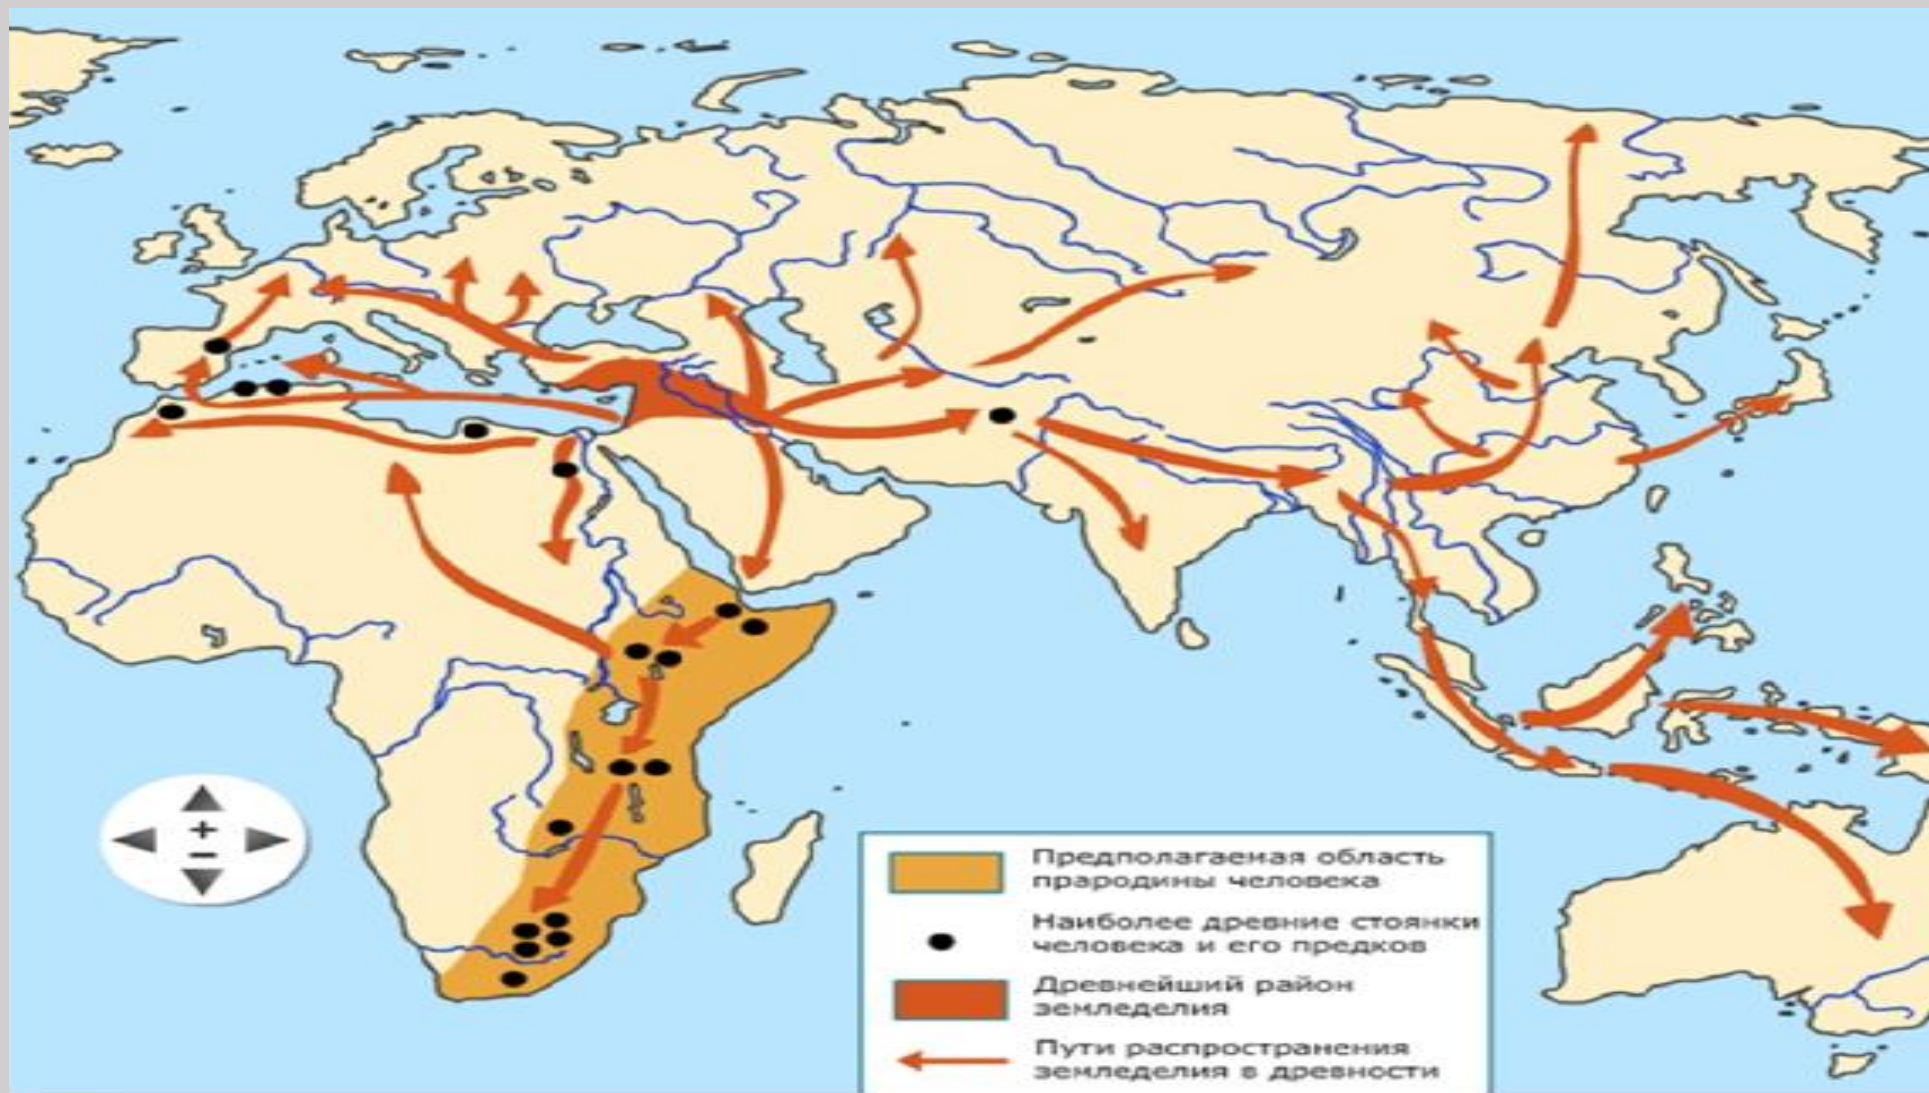 Предполагаемая область
прародины человека
Наиболее древние стоянки
человека и его предков
Древнейший район
земледелия
Пути распространения
земледелия в древности
+
−